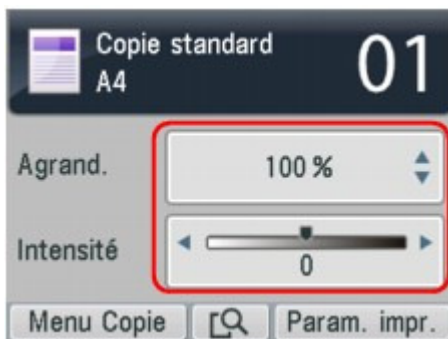 Copie standard
A4
01
Agrand.
100 %
Intensité
0
Menu Copie
Param. impr.